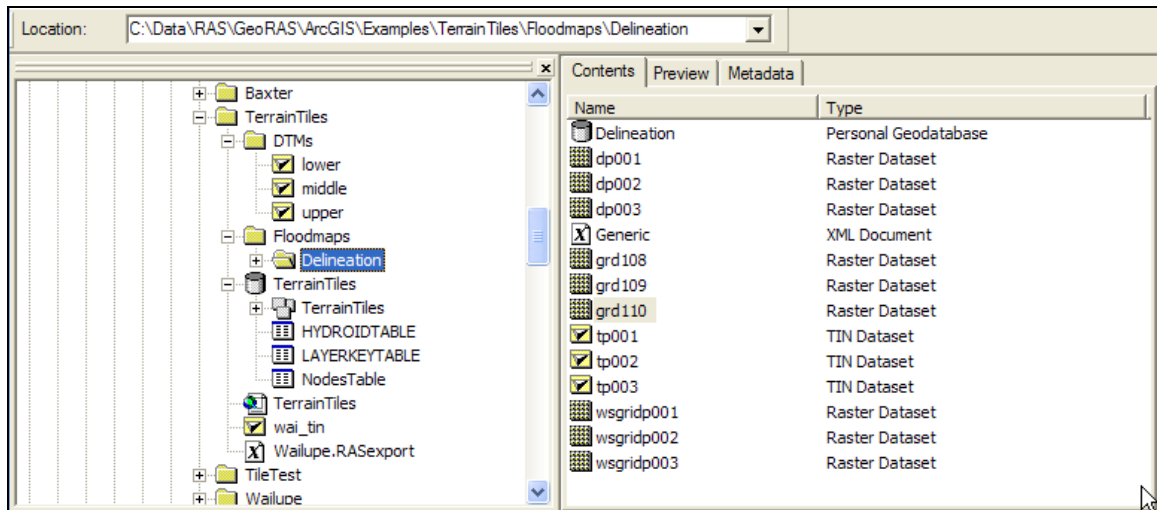 Location: C:\Data\RAS\GeoRAS\ArcGIS\Examples\TerrainTiles\Floodmaps\Delineation
Baxter
TerrainTiles
DTMs
lower
middle
upper
Floodmaps
Delineation
TerrainTiles
TerrainTiles
HYDROIDTABLE
LAYERKEYTABLE
NodesTable
TerrainTiles
wai_tin
Wailupe.RASexport
TileTest
Wailupe
Contents Preview Metadata
Name Type
Delineation Personal Geodatabase
dp001 Raster Dataset
dp002 Raster Dataset
dp003 Raster Dataset
Generic XML Document
grd108 Raster Dataset
grd109 Raster Dataset
grd110 Raster Dataset
tp001 TIN Dataset
tp002 TIN Dataset
tp003 TIN Dataset
wsgridp001 Raster Dataset
wsgridp002 Raster Dataset
wsgridp003 Raster Dataset